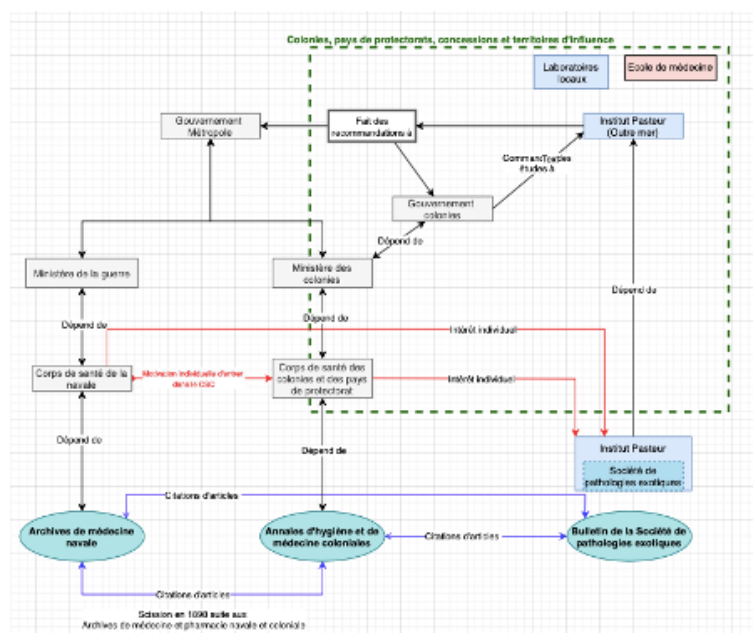 Colonies, pays de protectorats, concessions et territoires d'Influence
Laboratoires
locaux
Ecole de médecine
Gouvernement
Métropole
Fait des
recommandations à
Institut Pasteur
(Outre mer)
études à
Gouvernement
colonies
Dépend de
Ministère de la guerre
Ministère des
colonies
Dépend de
Dépend de
Dépend de
Intérêt individuel
Corps de santé de la
navale
Motivation individuelle d'entrer
dans le CSC
Corps de santé des
colonies et des pays
de protectorat
Intérêt individuel
Dépend de
Dépend de
Institut Pasteur
Société de
pathologies exotiques
Citations d'articles
Archives de médecine
navale
Annales d'hygiène et de
médecine coloniales
Citations d'articles
Bulletin de la Société de
pathologies exotiques
Citations d'articles
Scission en 1898 suite aux
Archives de médecine et pharmacie navale et coloniale